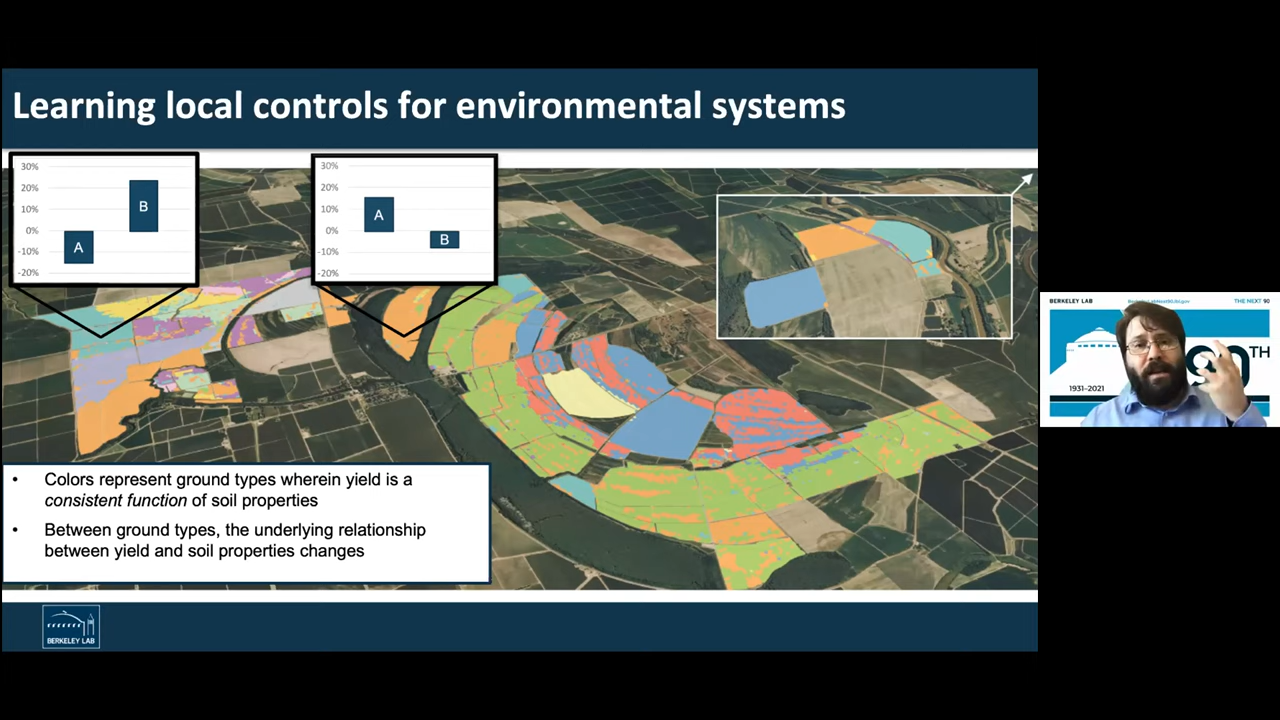 Learning local controls for environmental systems
30%
20%
10%
0%
-10%
-20%
A
B
30%
20%
10%
0%
-10%
-20%
A
B
• Colors represent ground types wherein yield is a
consistent function of soil properties
• Between ground types, the underlying relationship
between yield and soil properties changes
BERKELEY LAB
BERKELEY LAB
THE NEXT 90
TH
1931–2021